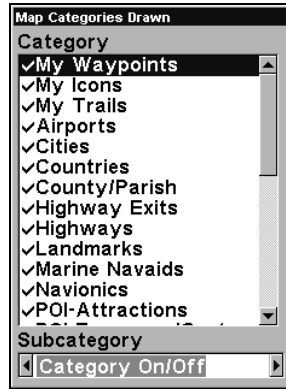 Map Categories Drawn
Category
✓My Waypoints
✓My Icons
✓My Trails
✓Airports
✓Cities
✓Countries
✓County/Parish
✓Highway Exits
✓Highways
✓Landmarks
✓Marine Navaids
✓Navionics
✓POI-Attractions
Subcategory
Category On/Off